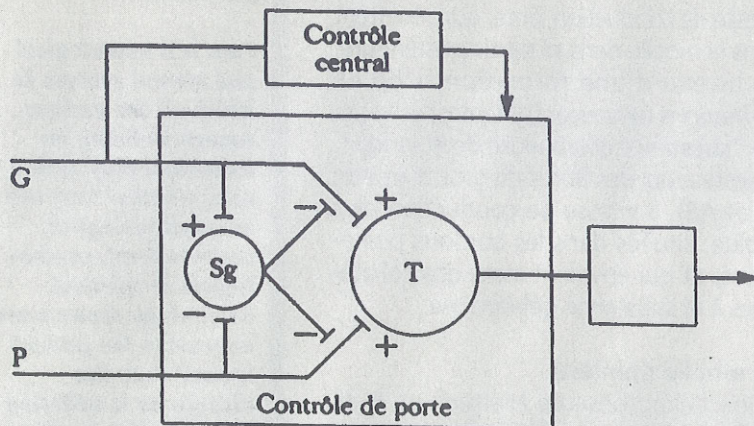 Contrôle
central
G
+
–
+
Sg
T
–
–
+
P
Contrôle de porte